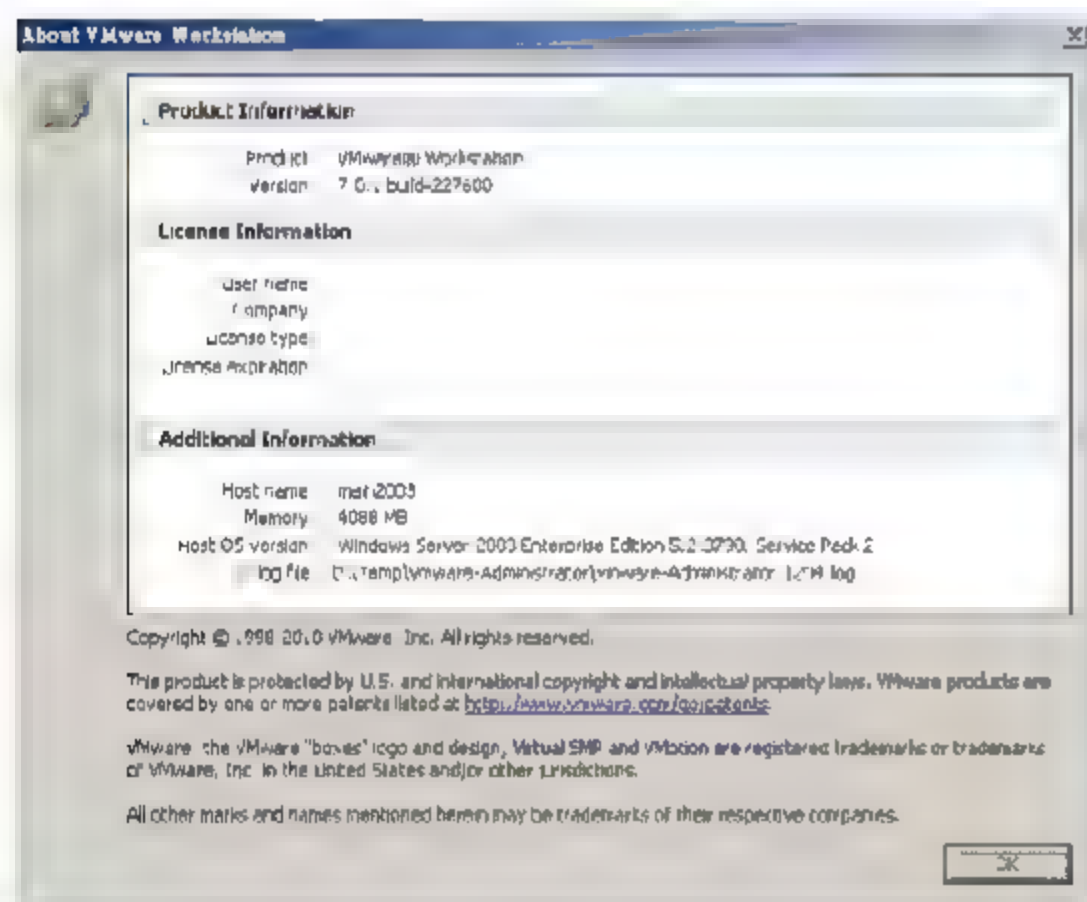 About VMware Workstation
Product Information
Product VMware Workstation
Version build-227600
License Information
User name
Company
License type
License expiration
Additional Information
Host name
Memory 4088 MB
Host OS version Windows Server 2003 Enterprise Edition 5.2.3790, Service Pack 2
log file
Copyright © 1998-2010 VMware, Inc. All rights reserved.
This product is protected by U.S. and international copyright and intellectual property laws. VMware products are
covered by one or more patents listed at http://www.vmware.com/go/patents.
VMware, the VMware "boxes" logo and design, Virtual SMP and VMotion are registered trademarks or trademarks
of VMware, Inc. in the United States and/or other jurisdictions.
All other marks and names mentioned herein may be trademarks of their respective companies.
OK